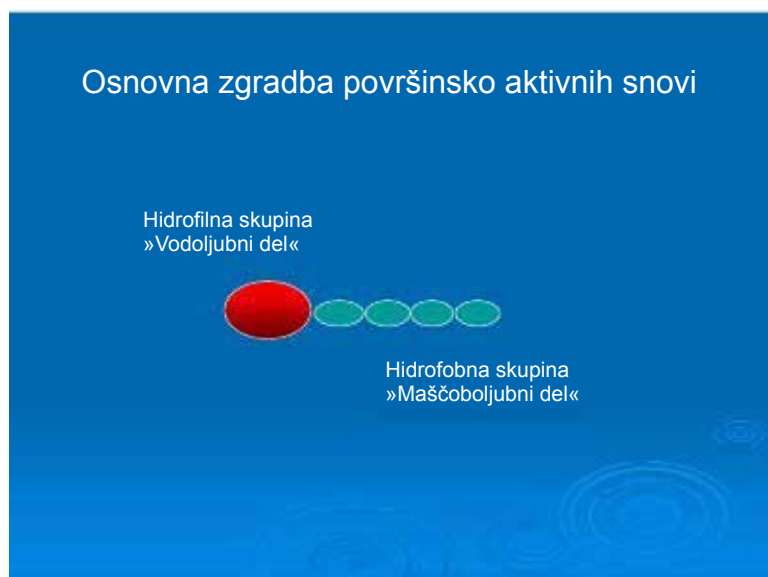 Osnovna zgradba površinsko aktivnih snovi
Hidrofilna skupina
»Vodoljubni del«
Hidrofobna skupina
»Maščoboljubni del«